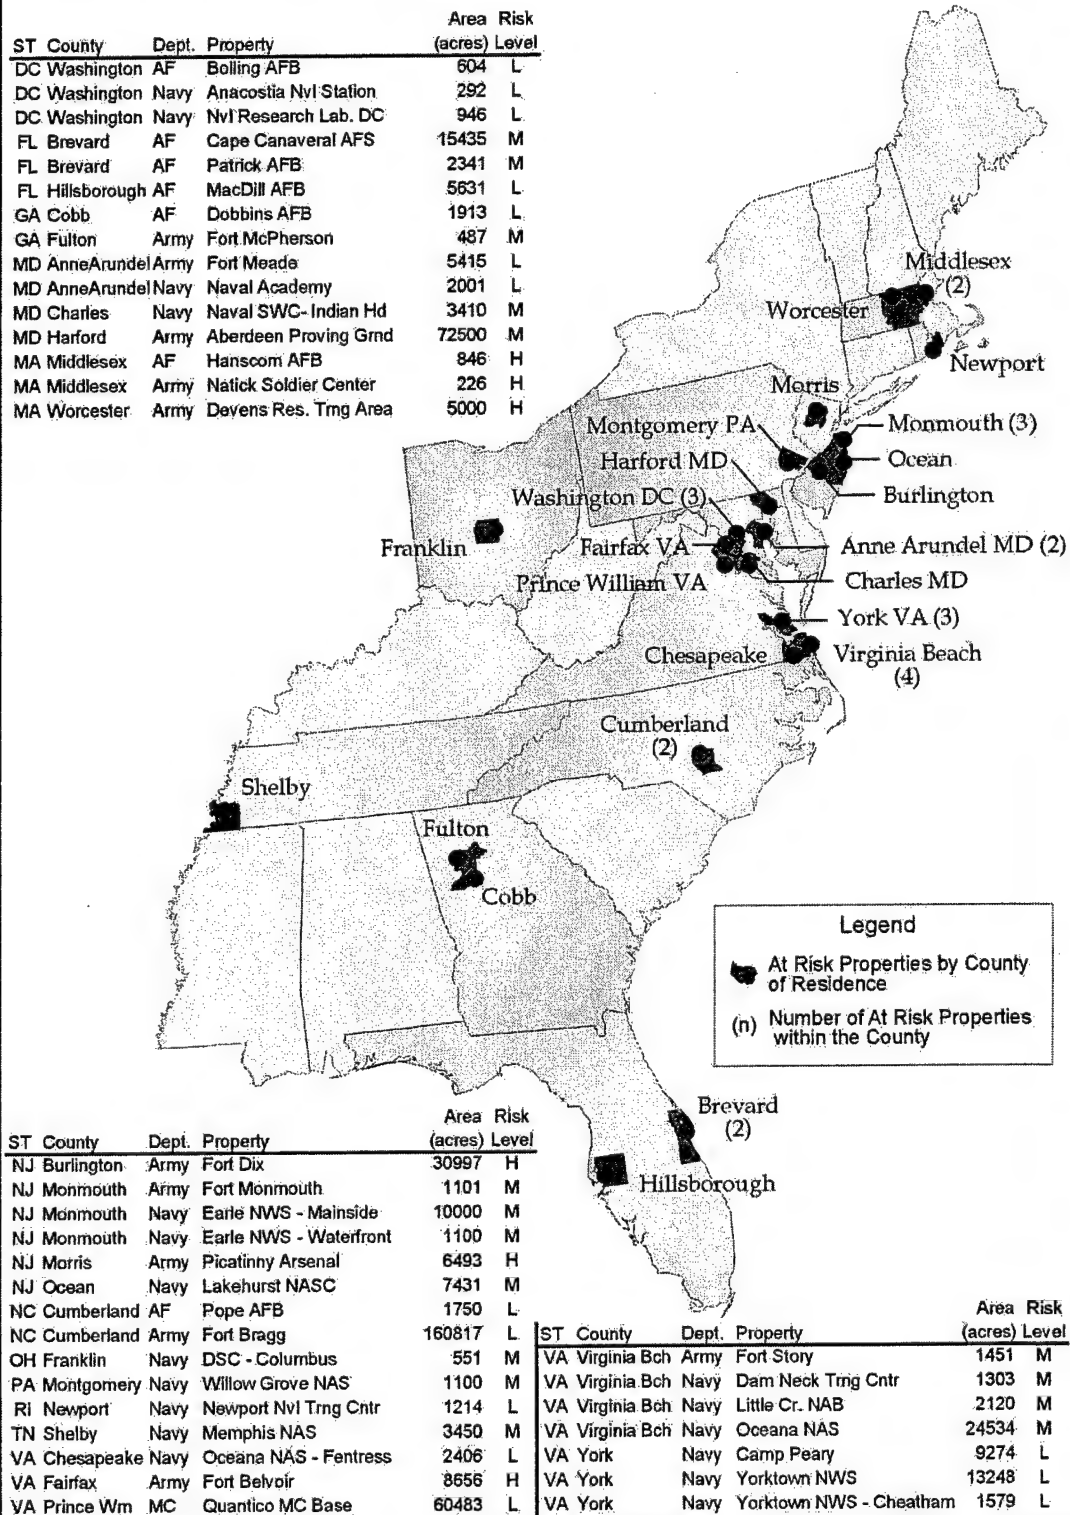 Area Risk
ST County Dept. Property (acres) Level
DC Washington AF Bolling AFB 604 L
DC Washington Navy Anacostia Nvl Station 292 L
DC Washington Navy Nvl Research Lab. DC 946 L
FL Brevard AF Cape Canaveral AFS 15435 M
FL Brevard AF Patrick AFB 2341 M
FL Hillsborough AF MacDill AFB 5631 L
GA Cobb AF Dobbins AFB 1913 L
GA Fulton Army Fort McPherson 487 M
MD AnneArundel Army Fort Meade 5415 L
MD AnneArundel Navy Naval Academy 2001 L
MD Charles Navy Naval SWC- Indian Hd 3410 M
MD Harford Army Aberdeen Proving Grnd 72500 M
MA Middlesex AF Hanscom AFB 846 H
MA Middlesex Army Natick Soldier Center 226 H
MA Worcester Army Devens Res. Trng Area 5000 H
Middlesex
(2)
Worcester
Newport
Morris
Montgomery PA
Monmouth (3)
Harford MD
Ocean
Washington DC (3)
Burlington
Franklin
Fairfax VA
Anne Arundel MD (2)
Prince William VA
Charles MD
York VA (3)
Chesapeake
Virginia Beach
(4)
Cumberland
(2)
Shelby
Fulton
Cobb
Legend
At Risk Properties by County
of Residence
(n) Number of At Risk Properties
within the County
Brevard
(2)
Hillsborough
Area Risk
ST County Dept. Property (acres) Level
NJ Burlington Army Fort Dix 30997 H
NJ Monmouth Army Fort Monmouth 1101 M
NJ Monmouth Navy Earle NWS - Mainside 10000 M
NJ Monmouth Navy Earle NWS - Waterfront 1100 M
NJ Morris Army Picatinny Arsenal 6493 H
NJ Ocean Navy Lakehurst NASC 7431 M
NC Cumberland AF Pope AFB 1750 L
NC Cumberland Army Fort Bragg 160817 L
OH Franklin Navy DSC - Columbus 551 M
PA Montgomery Navy Willow Grove NAS 1100 M
RI Newport Navy Newport Nvl Trng Cntr 1214 L
TN Shelby Navy Memphis NAS 3450 M
VA Chesapeake Navy Oceana NAS - Fentress 2406 L
VA Fairfax Army Fort Belvoir 8656 H
VA Prince Wm MC Quantico MC Base 60483 L
Area Risk
ST County Dept. Property (acres) Level
VA Virginia Bch Army Fort Story 1451 M
VA Virginia Bch Navy Dam Neck Trng Cntr 1303 M
VA Virginia Bch Navy Little Cr. NAB 2120 M
VA Virginia Bch Navy Oceana NAS 24534 M
VA York Navy Camp Peary 9274 L
VA York Navy Yorktown NWS 13248 L
VA York Navy Yorktown NWS - Cheatham 1579 L